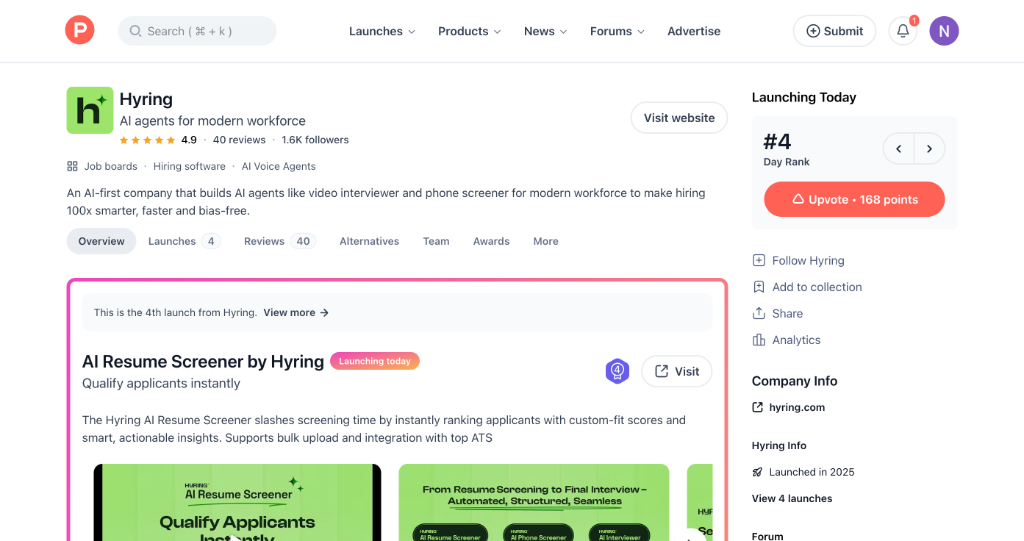 P
Search ( ⌘ + k )
Launches
Products
News
Forums
Advertise
Submit
1
N
h
Hyring
AI agents for modern workforce
4.9 · 40 reviews · 1.6K followers
Visit website
Job boards · Hiring software · AI Voice Agents
An AI-first company that builds AI agents like video interviewer and phone screener for modern workforce to make hiring
100x smarter, faster and bias-free.
Overview
Launches 4
Reviews 40
Alternatives
Team
Awards
More
This is the 4th launch from Hyring. View more →
AI Resume Screener by Hyring
Launching today
Qualify applicants instantly
4
Visit
The Hyring AI Resume Screener slashes screening time by instantly ranking applicants with custom-fit scores and
smart, actionable insights. Supports bulk upload and integration with top ATS
HYRING
AI Resume Screener
Qualify Applicants
Instantly
From Resume Screening to Final Interview –
Automated, Structured, Seamless
HYRING
AI Resume Screener
HYRING
AI Phone Screener
HYRING
AI Interviewer
Launching Today
#4
Day Rank
Upvote • 168 points
Follow Hyring
Add to collection
Share
Analytics
Company Info
hyring.com
Hyring Info
Launched in 2025
View 4 launches
Forum